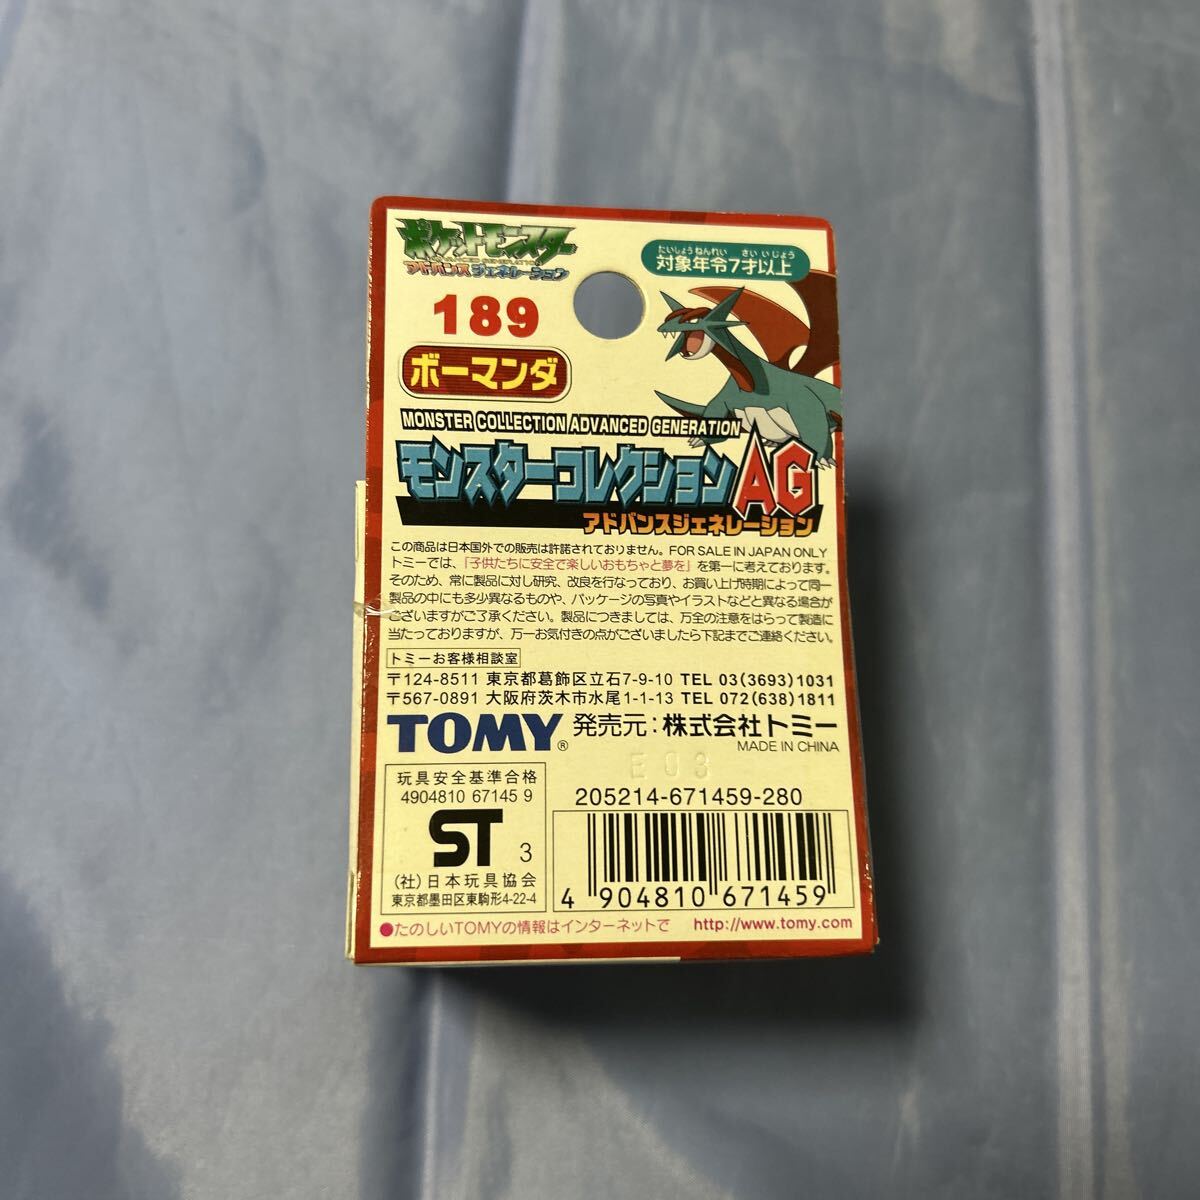 ポケットモンスター
アドバンスジェネレーション
たいしょうねんれい さい いじょう
対象年令7才以上
189
ボーマンダ
MONSTER COLLECTION ADVANCED GENERATION
モンスターコレクションAG
アドバンスジェネレーション
この商品は日本国外での販売は許諾されておりません。FOR SALE IN JAPAN ONLY
トミーでは、「子供たちに安全で楽しいおもちゃと夢を」を第一に考えております。
そのため、常に製品に対し研究、改良を行なっており、お買い上げ時期によって同一
製品の中にも多少異なるものや、パッケージの写真やイラストなどと異なる場合が
ございますがご了承ください。製品につきましては、万全の注意をはらって製造に
当たっておりますが、万一お気付きの点がございましたら下記までご連絡ください。
トミーお客様相談室
〒124-8511 東京都葛飾区立石7-9-10 TEL 03(3693)1031
〒567-0891 大阪府茨木市水尾1-1-13 TEL 072(638)1811
TOMY® 発売元:株式会社トミー
MADE IN CHINA
E03
玩具安全基準合格
4904810 67145 9
ST 3
(社)日本玩具協会
東京都墨田区東駒形4-22-4
205214-671459-280
4 904810 671459
●たのしいTOMYの情報はインターネットで http://www.tomy.com